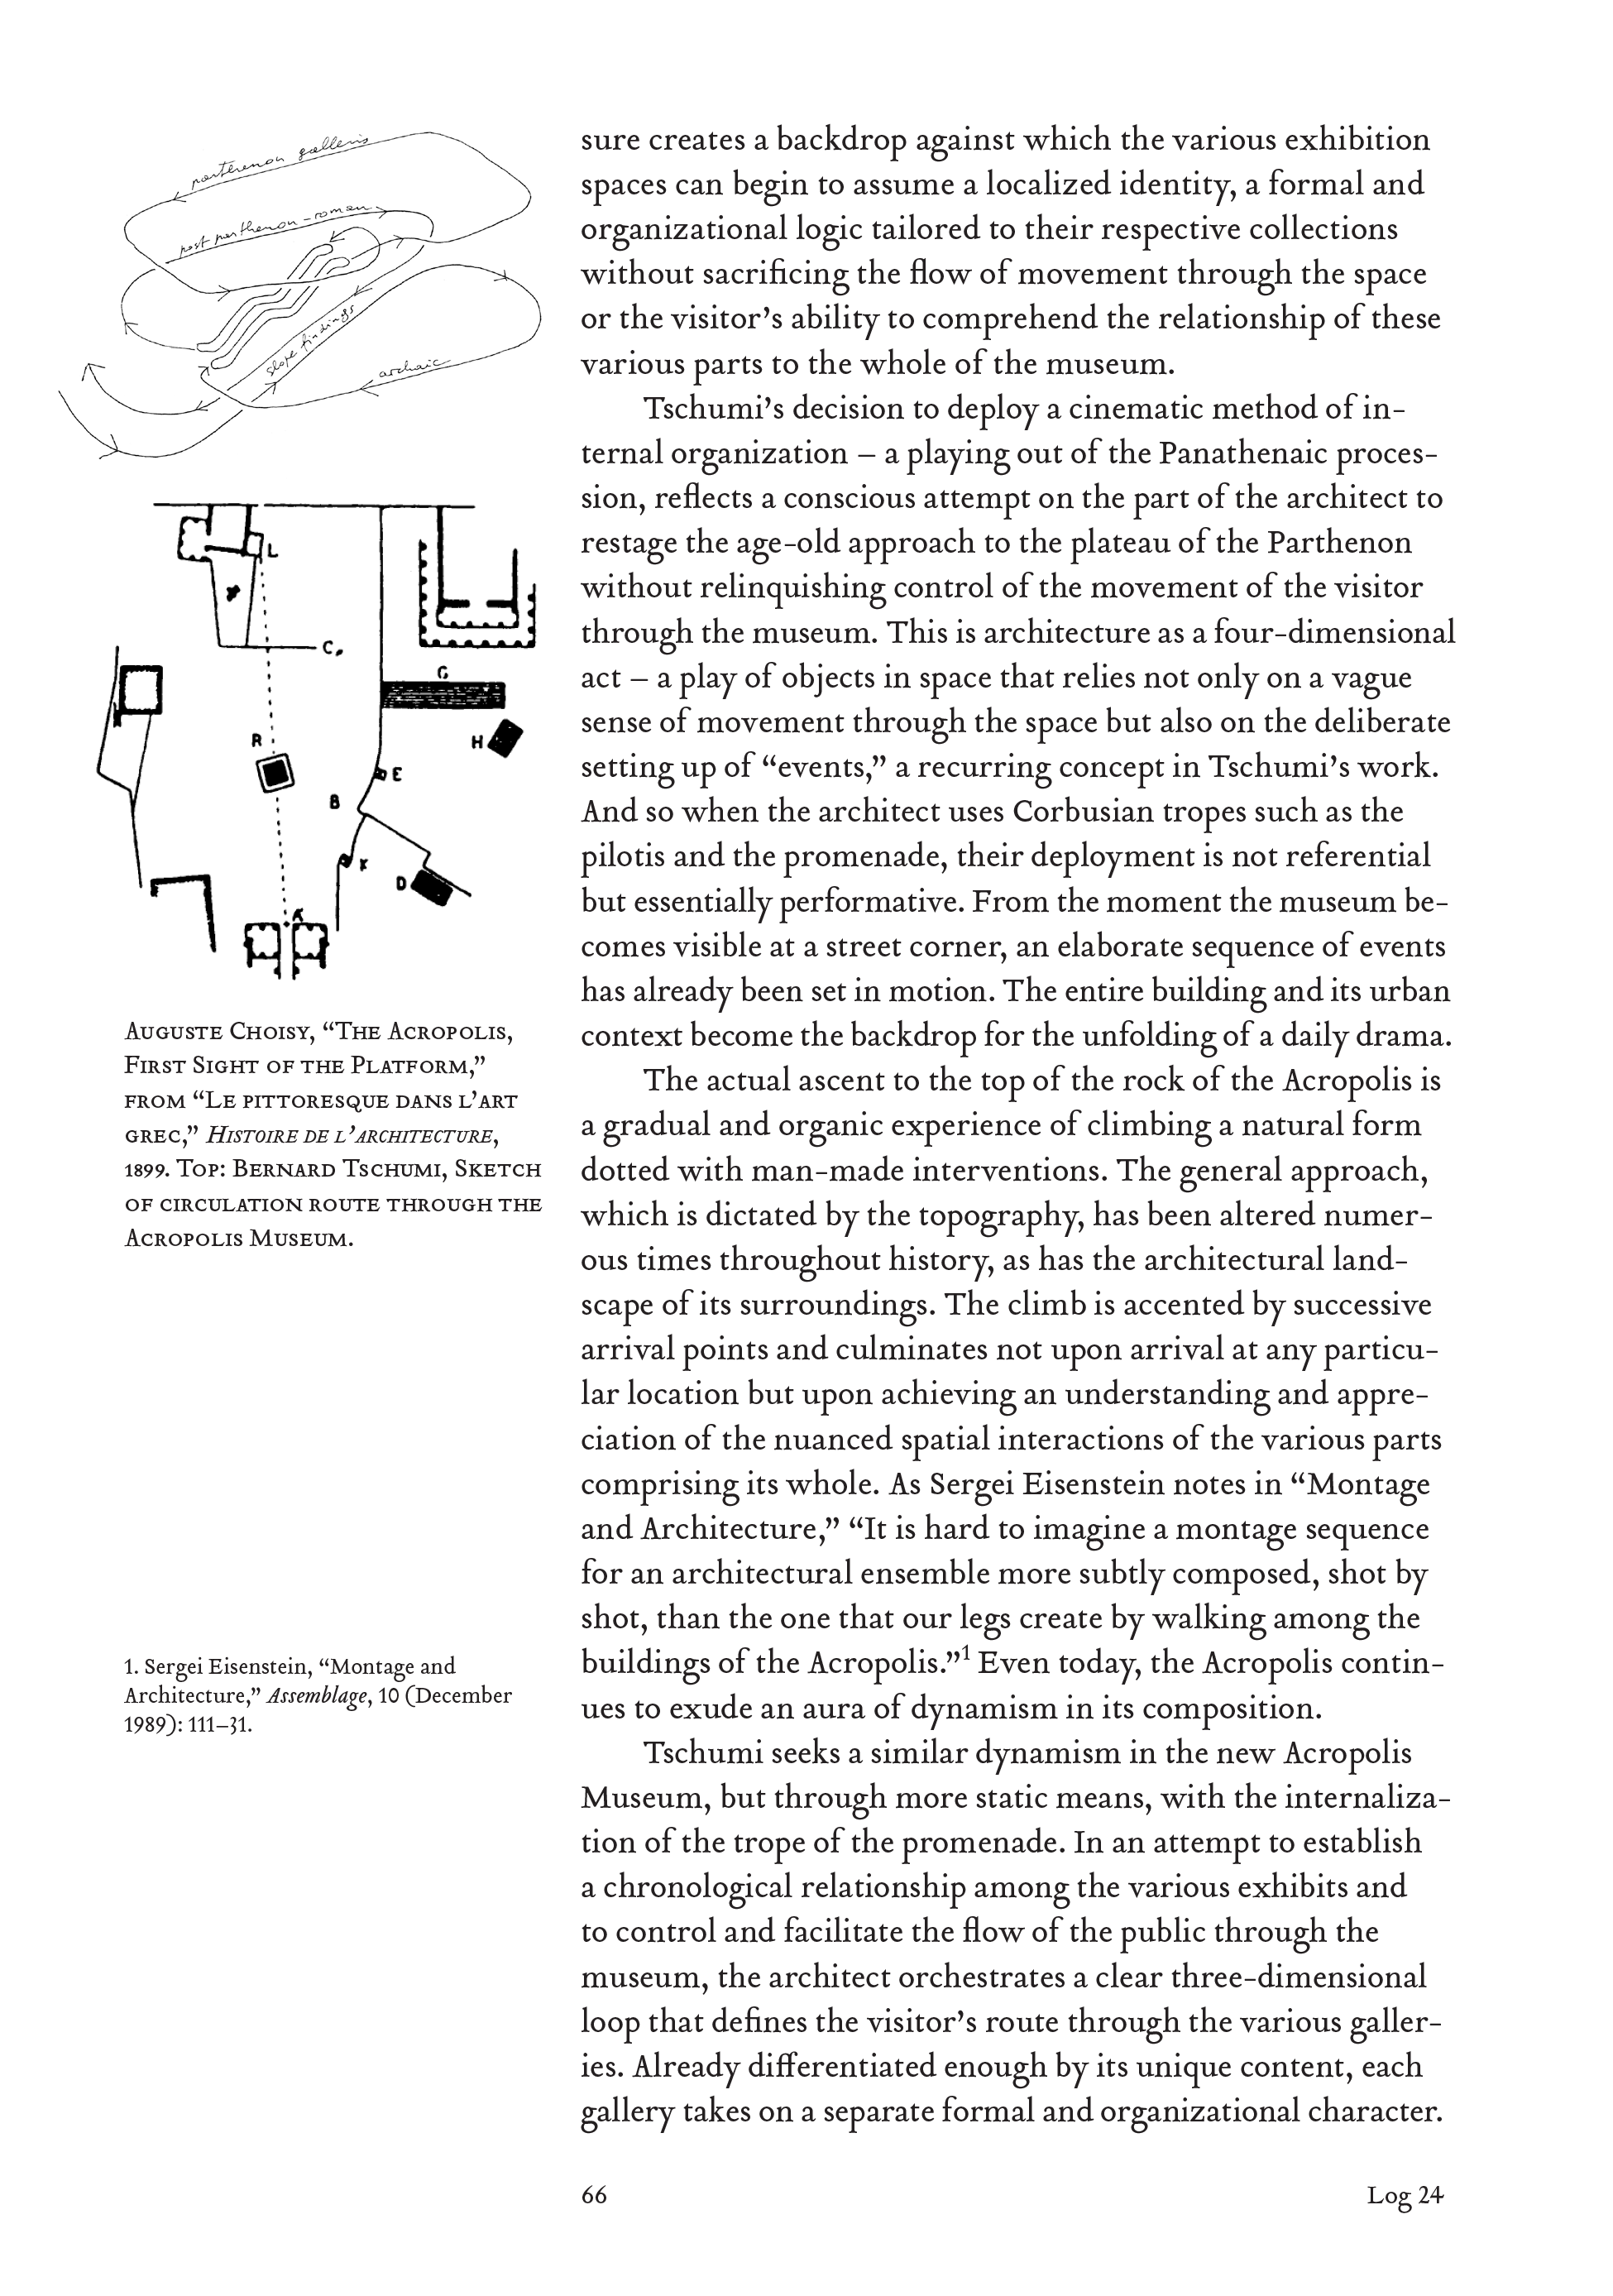 parthenon galleris
post parthenon-roman
slope findings
archaic
L
C.
G
H
R
E
B
D
A
AUGUSTE CHOISY, “THE ACROPOLIS,
FIRST SIGHT OF THE PLATFORM,”
FROM “LE PITTORESQUE DANS L’ART
GREC,” HISTOIRE DE L’ARCHITECTURE,
1899. TOP: BERNARD TSCHUMI, SKETCH
OF CIRCULATION ROUTE THROUGH THE
ACROPOLIS MUSEUM.
1. Sergei Eisenstein, “Montage and
Architecture,” Assemblage, 10 (December
1989): 111–31.
sure creates a backdrop against which the various exhibition
spaces can begin to assume a localized identity, a formal and
organizational logic tailored to their respective collections
without sacrificing the flow of movement through the space
or the visitor’s ability to comprehend the relationship of these
various parts to the whole of the museum.
Tschumi’s decision to deploy a cinematic method of in-
ternal organization – a playing out of the Panathenaic proces-
sion, reflects a conscious attempt on the part of the architect to
restage the age-old approach to the plateau of the Parthenon
without relinquishing control of the movement of the visitor
through the museum. This is architecture as a four-dimensional
act – a play of objects in space that relies not only on a vague
sense of movement through the space but also on the deliberate
setting up of “events,” a recurring concept in Tschumi’s work.
And so when the architect uses Corbusian tropes such as the
pilotis and the promenade, their deployment is not referential
but essentially performative. From the moment the museum be-
comes visible at a street corner, an elaborate sequence of events
has already been set in motion. The entire building and its urban
context become the backdrop for the unfolding of a daily drama.
The actual ascent to the top of the rock of the Acropolis is
a gradual and organic experience of climbing a natural form
dotted with man-made interventions. The general approach,
which is dictated by the topography, has been altered numer-
ous times throughout history, as has the architectural land-
scape of its surroundings. The climb is accented by successive
arrival points and culminates not upon arrival at any particu-
lar location but upon achieving an understanding and appre-
ciation of the nuanced spatial interactions of the various parts
comprising its whole. As Sergei Eisenstein notes in “Montage
and Architecture,” “It is hard to imagine a montage sequence
for an architectural ensemble more subtly composed, shot by
shot, than the one that our legs create by walking among the
buildings of the Acropolis.”1 Even today, the Acropolis contin-
ues to exude an aura of dynamism in its composition.
Tschumi seeks a similar dynamism in the new Acropolis
Museum, but through more static means, with the internaliza-
tion of the trope of the promenade. In an attempt to establish
a chronological relationship among the various exhibits and
to control and facilitate the flow of the public through the
museum, the architect orchestrates a clear three-dimensional
loop that defines the visitor’s route through the various galler-
ies. Already differentiated enough by its unique content, each
gallery takes on a separate formal and organizational character.
66
Log 24